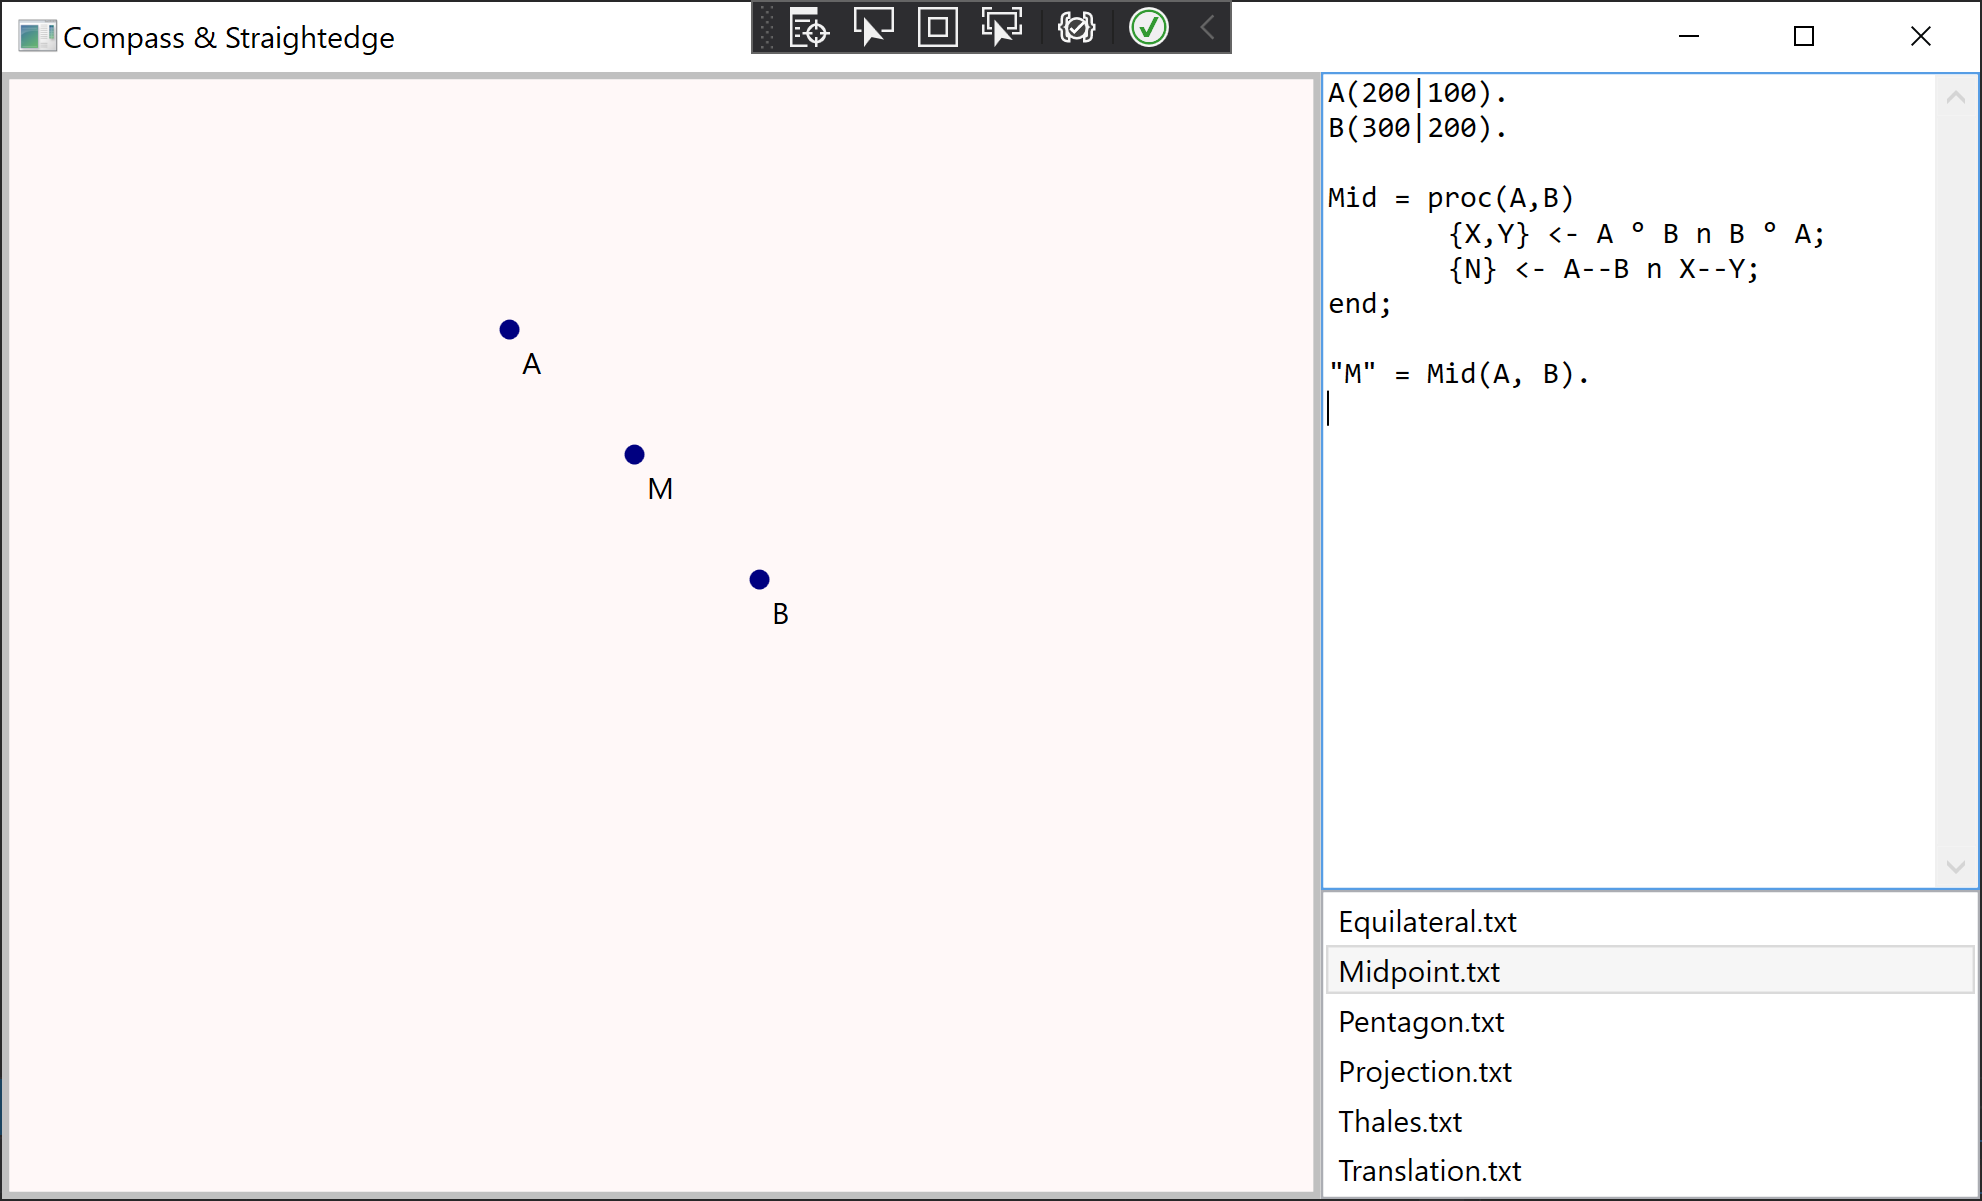 Compass & Straightedge
A
M
B
A(200|100).
B(300|200).
Mid = proc(A,B)
{X,Y} <- A ° B n B ° A;
{N} <- A--B n X--Y;
end;
"M" = Mid(A, B).
Equilateral.txt
Midpoint.txt
Pentagon.txt
Projection.txt
Thales.txt
Translation.txt